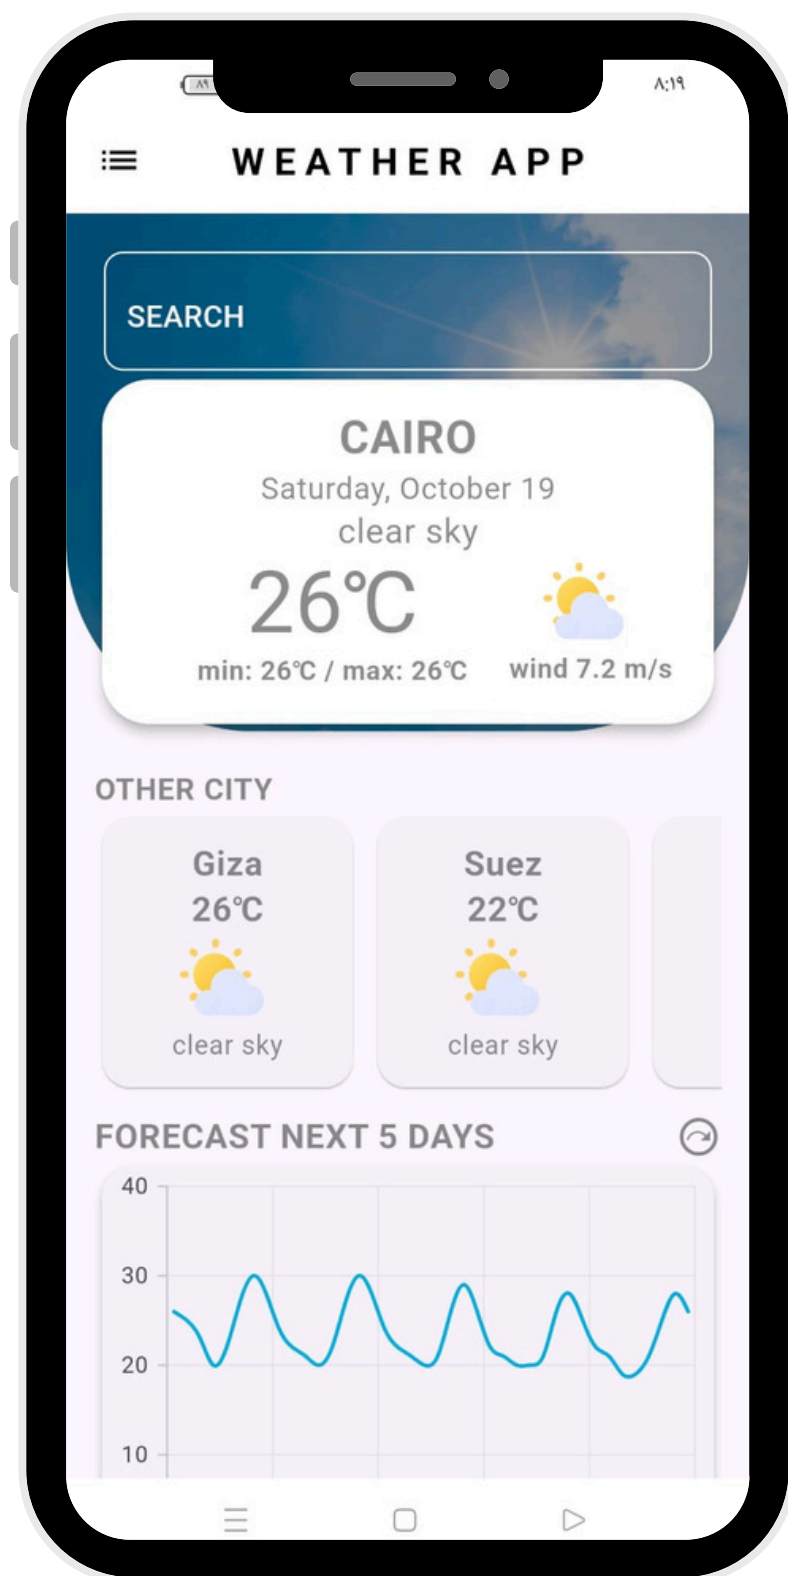 ٨٩
٨:١٩
WEATHER APP
SEARCH
CAIRO
Saturday, October 19
clear sky
26°C
min: 26°C / max: 26°C
wind 7.2 m/s
OTHER CITY
Giza
26°C
clear sky
Suez
22°C
clear sky
FORECAST NEXT 5 DAYS
40
30
20
10